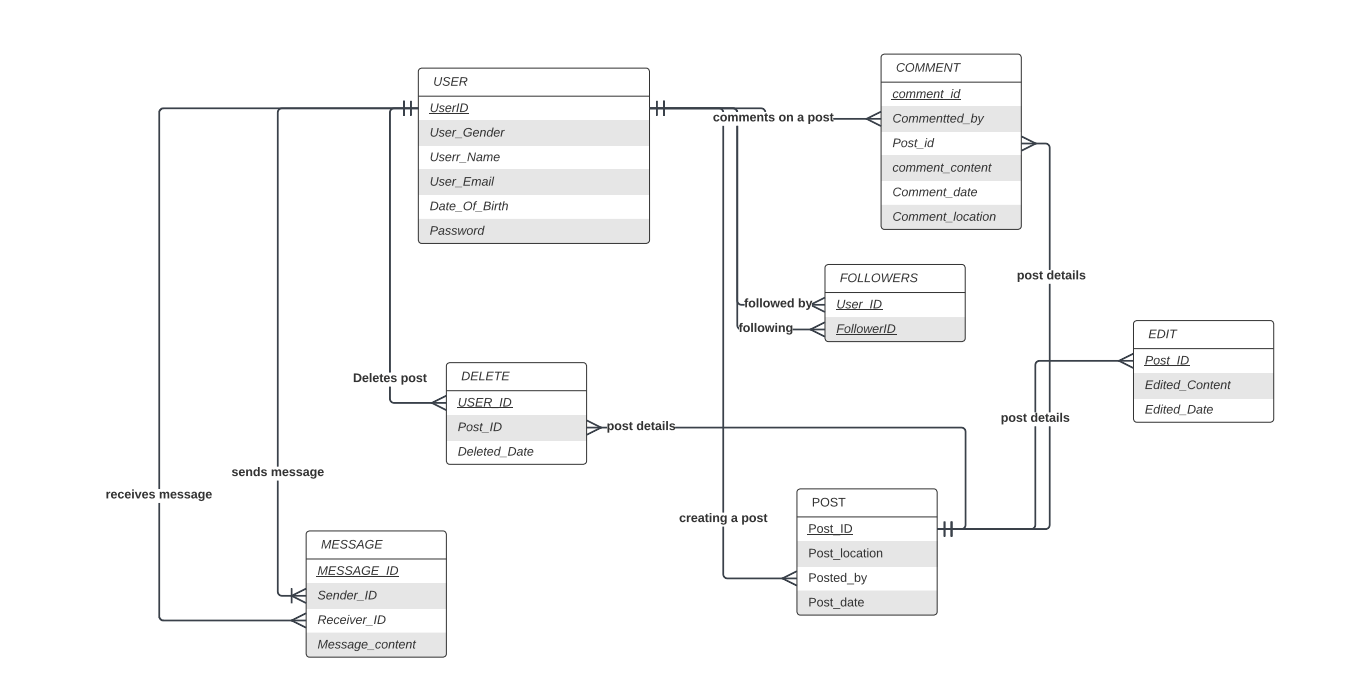 USER
UserID
User_Gender
Userr_Name
User_Email
Date_Of_Birth
Password
COMMENT
comment_id
Commentted_by
Post_id
comment_content
Comment_date
Comment_location
comments on a post
FOLLOWERS
User_ID
FollowerID
followed by
following
post details
EDIT
Post_ID
Edited_Content
Edited_Date
post details
Deletes post
DELETE
USER_ID
Post_ID
Deleted_Date
post details
sends message
receives message
creating a post
POST
Post_ID
Post_location
Posted_by
Post_date
MESSAGE
MESSAGE_ID
Sender_ID
Receiver_ID
Message_content